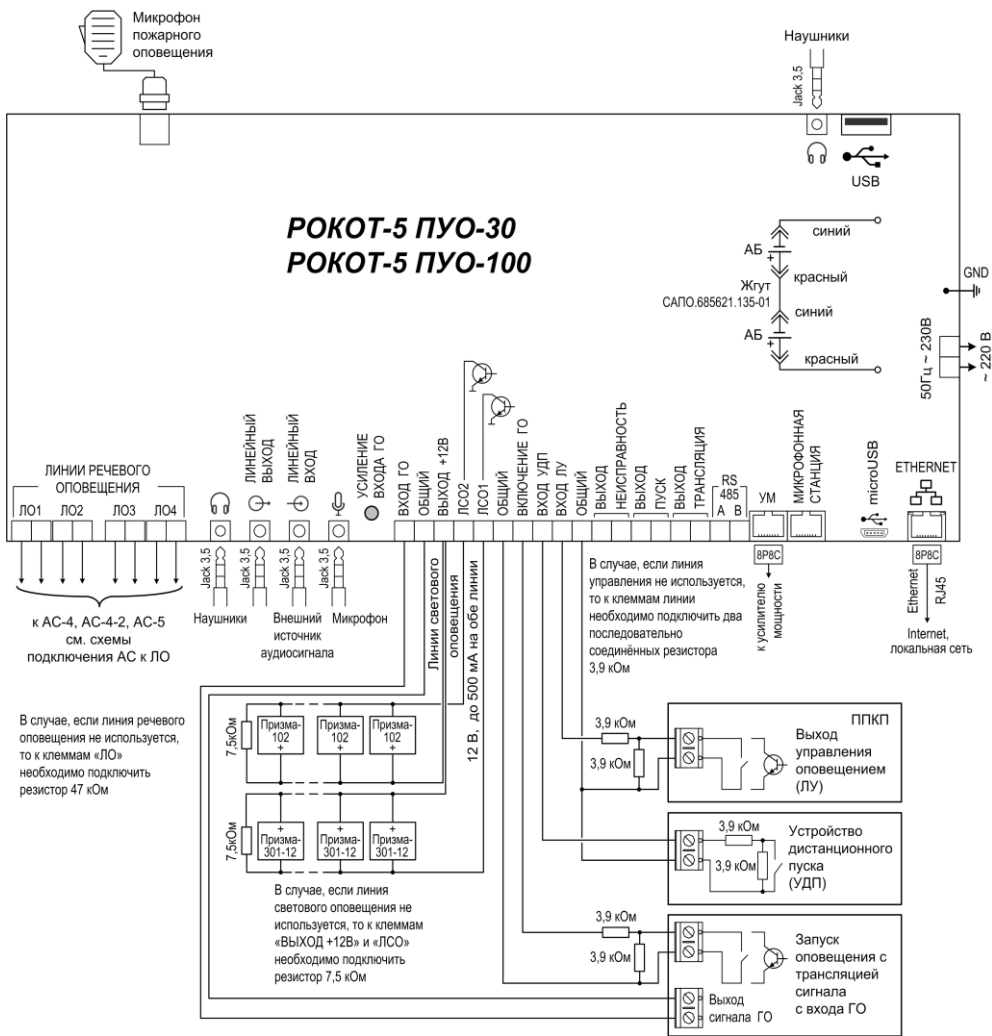 Микрофон
пожарного
оповещения
Наушники
Jack 3,5
USB
РОКОТ-5 ПУО-30
РОКОТ-5 ПУО-100
синий
АБ
+
красный
Жгут
САПО.685621.135-01
синий
АБ
+
красный
GND
50Гц ~ 230В
~ 220 В
ЛИНИИ РЕЧЕВОГО
ОПОВЕЩЕНИЯ
ЛО1 ЛО2 ЛО3 ЛО4
ЛИНЕЙНЫЙ
ВЫХОД
ЛИНЕЙНЫЙ
ВХОД
УСИЛЕНИЕ
ВХОДА ГО
ВХОД ГО
ОБЩИЙ
ВЫХОД +12В
ЛСО2
ЛСО1
ОБЩИЙ
ВКЛЮЧЕНИЕ ГО
ВХОД УДП
ВХОД ЛУ
ОБЩИЙ
ВЫХОД
НЕИСПРАВНОСТЬ
ВЫХОД
ПУСК
ВЫХОД
ТРАНСЛЯЦИЯ
RS
485
A B
УМ
МИКРОФОННАЯ
СТАНЦИЯ
microUSB
ETHERNET
Jack 3,5
Jack 3,5
Jack 3,5
Jack 3,5
Наушники
Внешний
источник
аудиосигнала
Микрофон
к АС-4, АС-4-2, АС-5
см. схемы
подключения АС к ЛО
Линии светового
оповещения
12 В, до 500 мА на обе линии
В случае, если линия
управления не используется,
то к клеммам линии
необходимо подключить два
последовательно
соединённых резистора
3,9 кОм
8P8C
к усилителю
мощности
8P8C
Ethernet
RJ45
Internet,
локальная сеть
В случае, если линия речевого
оповещения не используется,
то к клеммам «ЛО»
необходимо подключить
резистор 47 кОм
7,5кОм
Призма-
102
+
Призма-
102
+
Призма-
102
+
7,5кОм
+
Призма-
301-12
+
Призма-
301-12
+
Призма-
301-12
В случае, если линия
светового оповещения не
используется, то к клеммам
«ВЫХОД +12В» и «ЛСО»
необходимо подключить
резистор 7,5 кОм
3,9 кОм
3,9 кОм
ППКП
Выход
управления
оповещением
(ЛУ)
3,9 кОм
3,9 кОм
Устройство
дистанционного
пуска
(УДП)
3,9 кОм
3,9 кОм
Запуск
оповещения с
трансляцией
сигнала
с входа ГО
Выход
сигнала ГО